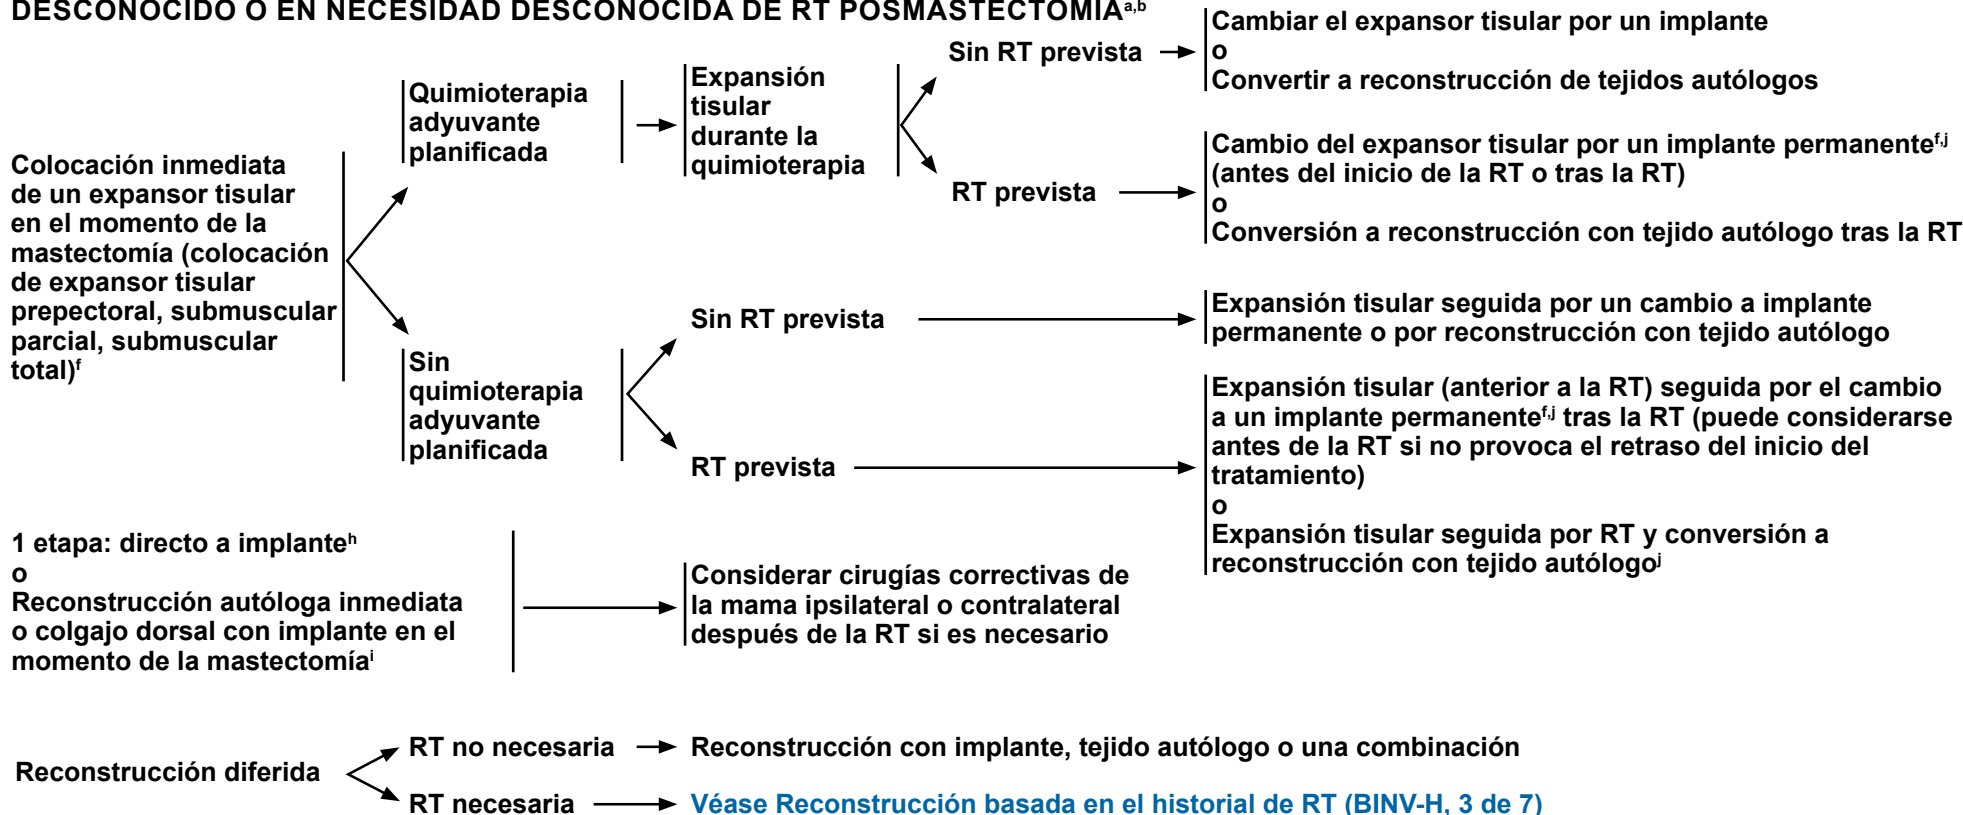 DESCONOCIDO O EN NECESIDAD DESCONOCIDA DE RT POSMASTECTOMÍAa,b
Colocación inmediata
de un expansor tisular
en el momento de la
mastectomía (colocación
de expansor tisular
prepectoral, submuscular
parcial, submuscular
total)f
Quimioterapia
adyuvante
planificada
Expansión
tisular
durante la
quimioterapia
Sin RT prevista
Cambiar el expansor tisular por un implante
o
Convertir a reconstrucción de tejidos autólogos
RT prevista
Cambio del expansor tisular por un implante permanentef,j
(antes del inicio de la RT o tras la RT)
o
Conversión a reconstrucción con tejido autólogo tras la RT
Sin
quimioterapia
adyuvante
planificada
Sin RT prevista
Expansión tisular seguida por un cambio a implante
permanente o por reconstrucción con tejido autólogo
RT prevista
Expansión tisular (anterior a la RT) seguida por el cambio
a un implante permanentef,j tras la RT (puede considerarse
antes de la RT si no provoca el retraso del inicio del
tratamiento)
o
Expansión tisular seguida por RT y conversión a
reconstrucción con tejido autólogoj
1 etapa: directo a implanteh
o
Reconstrucción autóloga inmediata
o colgajo dorsal con implante en el
momento de la mastectomíai
Considerar cirugías correctivas de
la mama ipsilateral o contralateral
después de la RT si es necesario
Reconstrucción diferida
RT no necesaria
Reconstrucción con implante, tejido autólogo o una combinación
RT necesaria
Véase Reconstrucción basada en el historial de RT (BINV-H, 3 de 7)